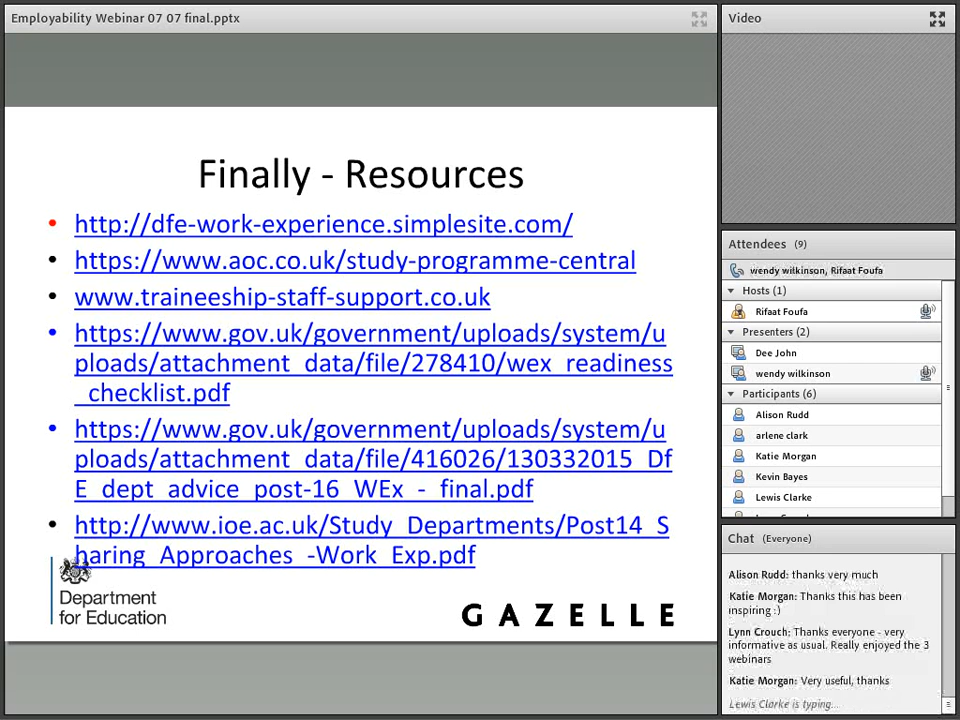 Employability Webinar 07 07 final.pptx
Finally - Resources
• http://dfe-work-experience.simplesite.com/
• https://www.aoc.co.uk/study-programme-central
• www.traineeship-staff-support.co.uk
• https://www.gov.uk/government/uploads/system/u
ploads/attachment_data/file/278410/wex_readiness
_checklist.pdf
• https://www.gov.uk/government/uploads/system/u
ploads/attachment_data/file/416026/130332015_Df
E_dept_advice_post-16_WEx_-_final.pdf
• http://www.ioe.ac.uk/Study_Departments/Post14_S
haring_Approaches_-Work_Exp.pdf
Department
for Education
GAZELLE
Video
Attendees (9)
wendy wilkinson, Rifaat Foufa
Hosts (1)
Rifaat Foufa
Presenters (2)
Dee John
wendy wilkinson
Participants (6)
Alison Rudd
arlene clark
Katie Morgan
Kevin Bayes
Lewis Clarke
Chat (Everyone)
Alison Rudd: thanks very much
Katie Morgan: Thanks this has been
inspiring :)
Lynn Crouch: Thanks everyone - very
informative as usual. Really enjoyed the 3
webinars
Katie Morgan: Very useful, thanks
Lewis Clarke is typing...